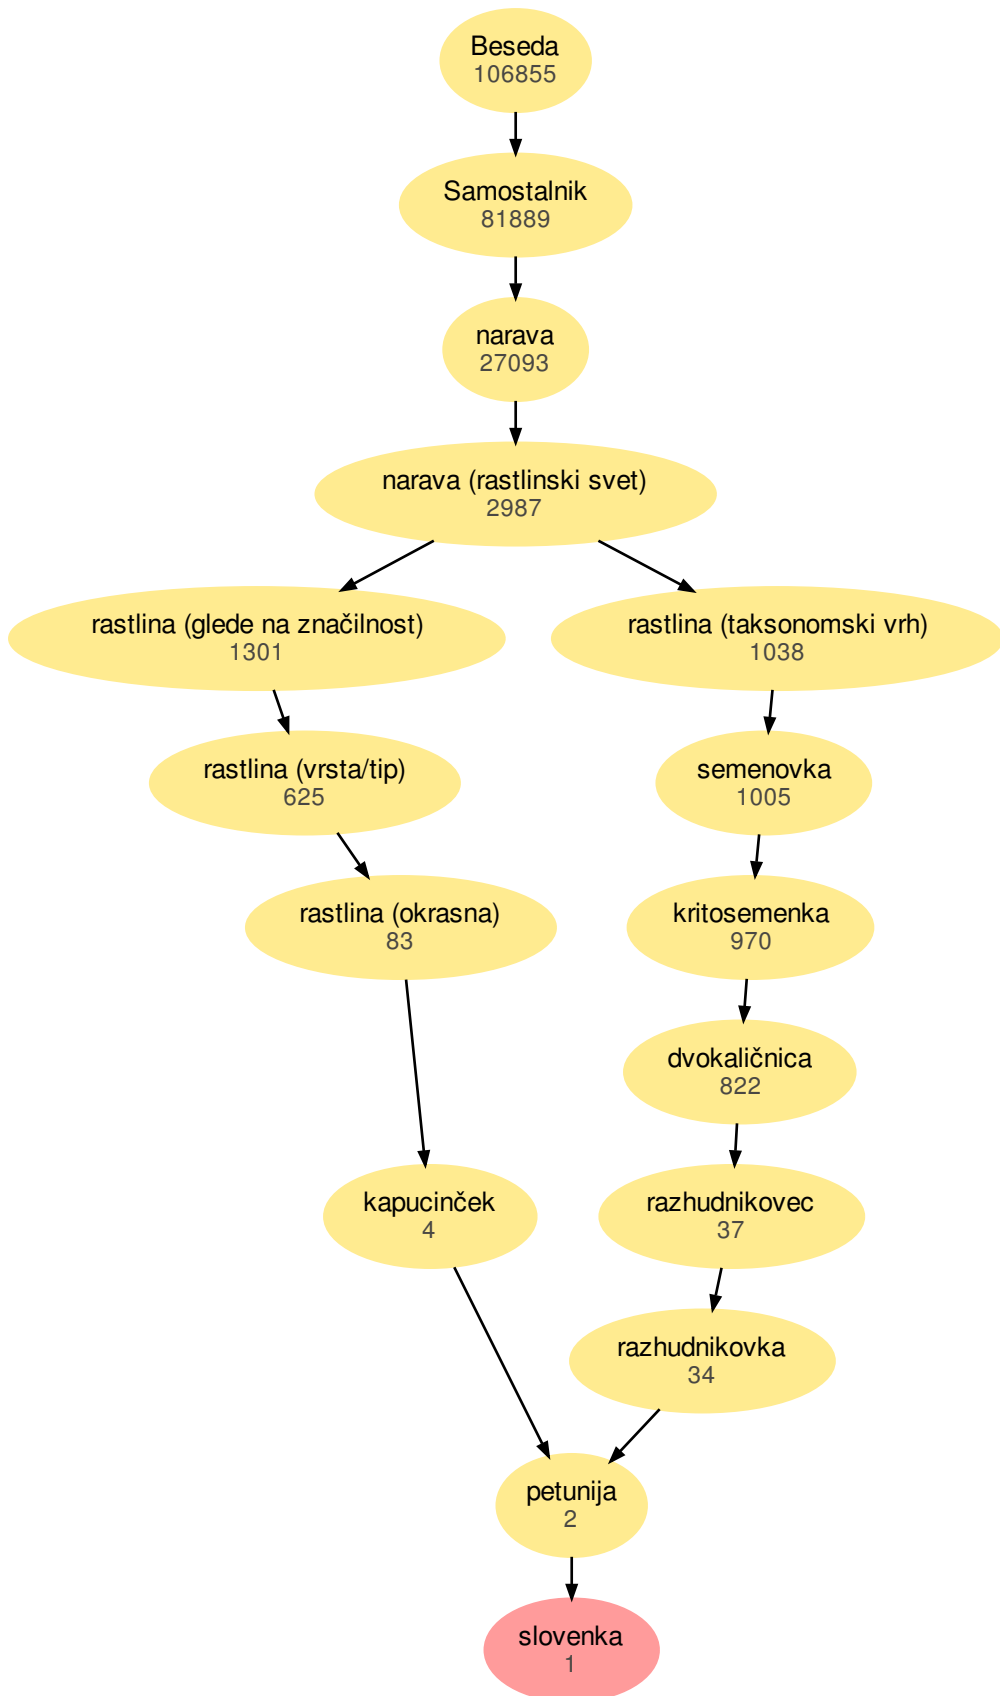 Beseda
106855
Samostalnik
81889
narava
27093
narava (rastlinski svet)
2987
rastlina (glede na značilnost)
1301
rastlina (taksonomski vrh)
1038
rastlina (vrsta/tip)
625
semenovka
1005
rastlina (okrasna)
83
kritosemenka
970
dvokaličnica
822
kapucinček
4
razhudnikovec
37
razhudnikovka
34
petunija
2
slovenka
1